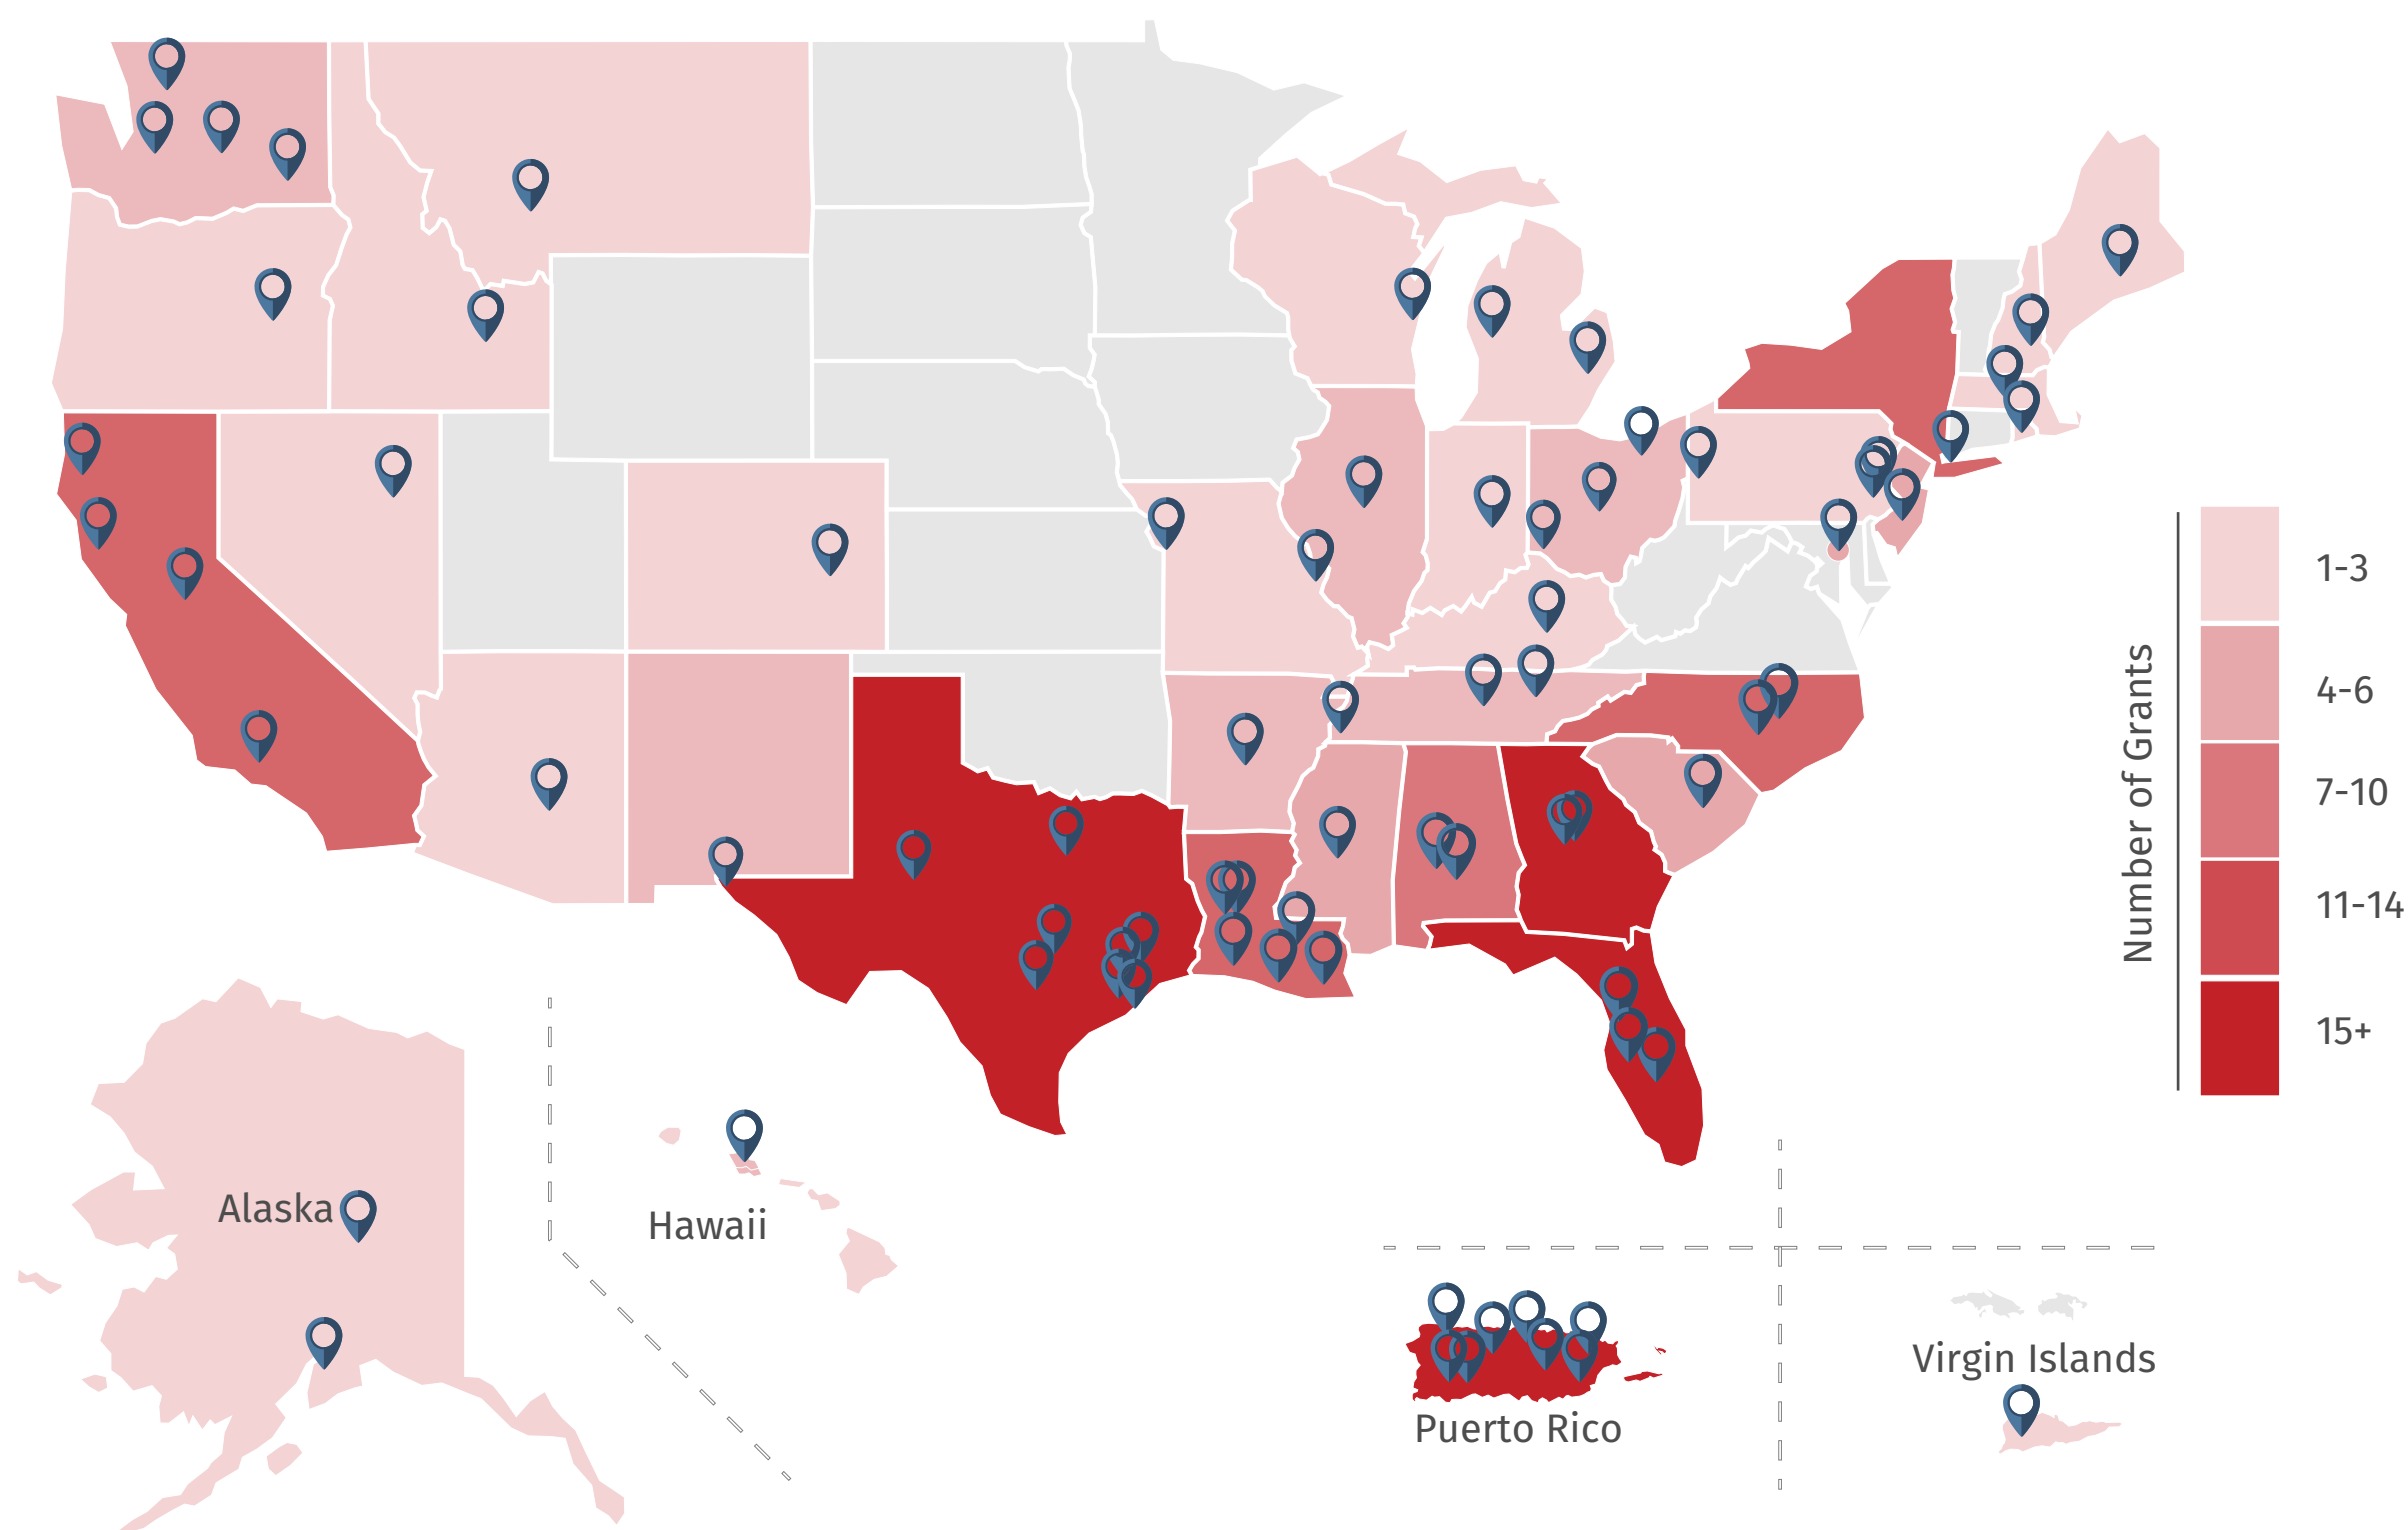 1-3
4-6
7-10
11-14
15+
Number of Grants
Alaska
Hawaii
Puerto Rico
Virgin Islands